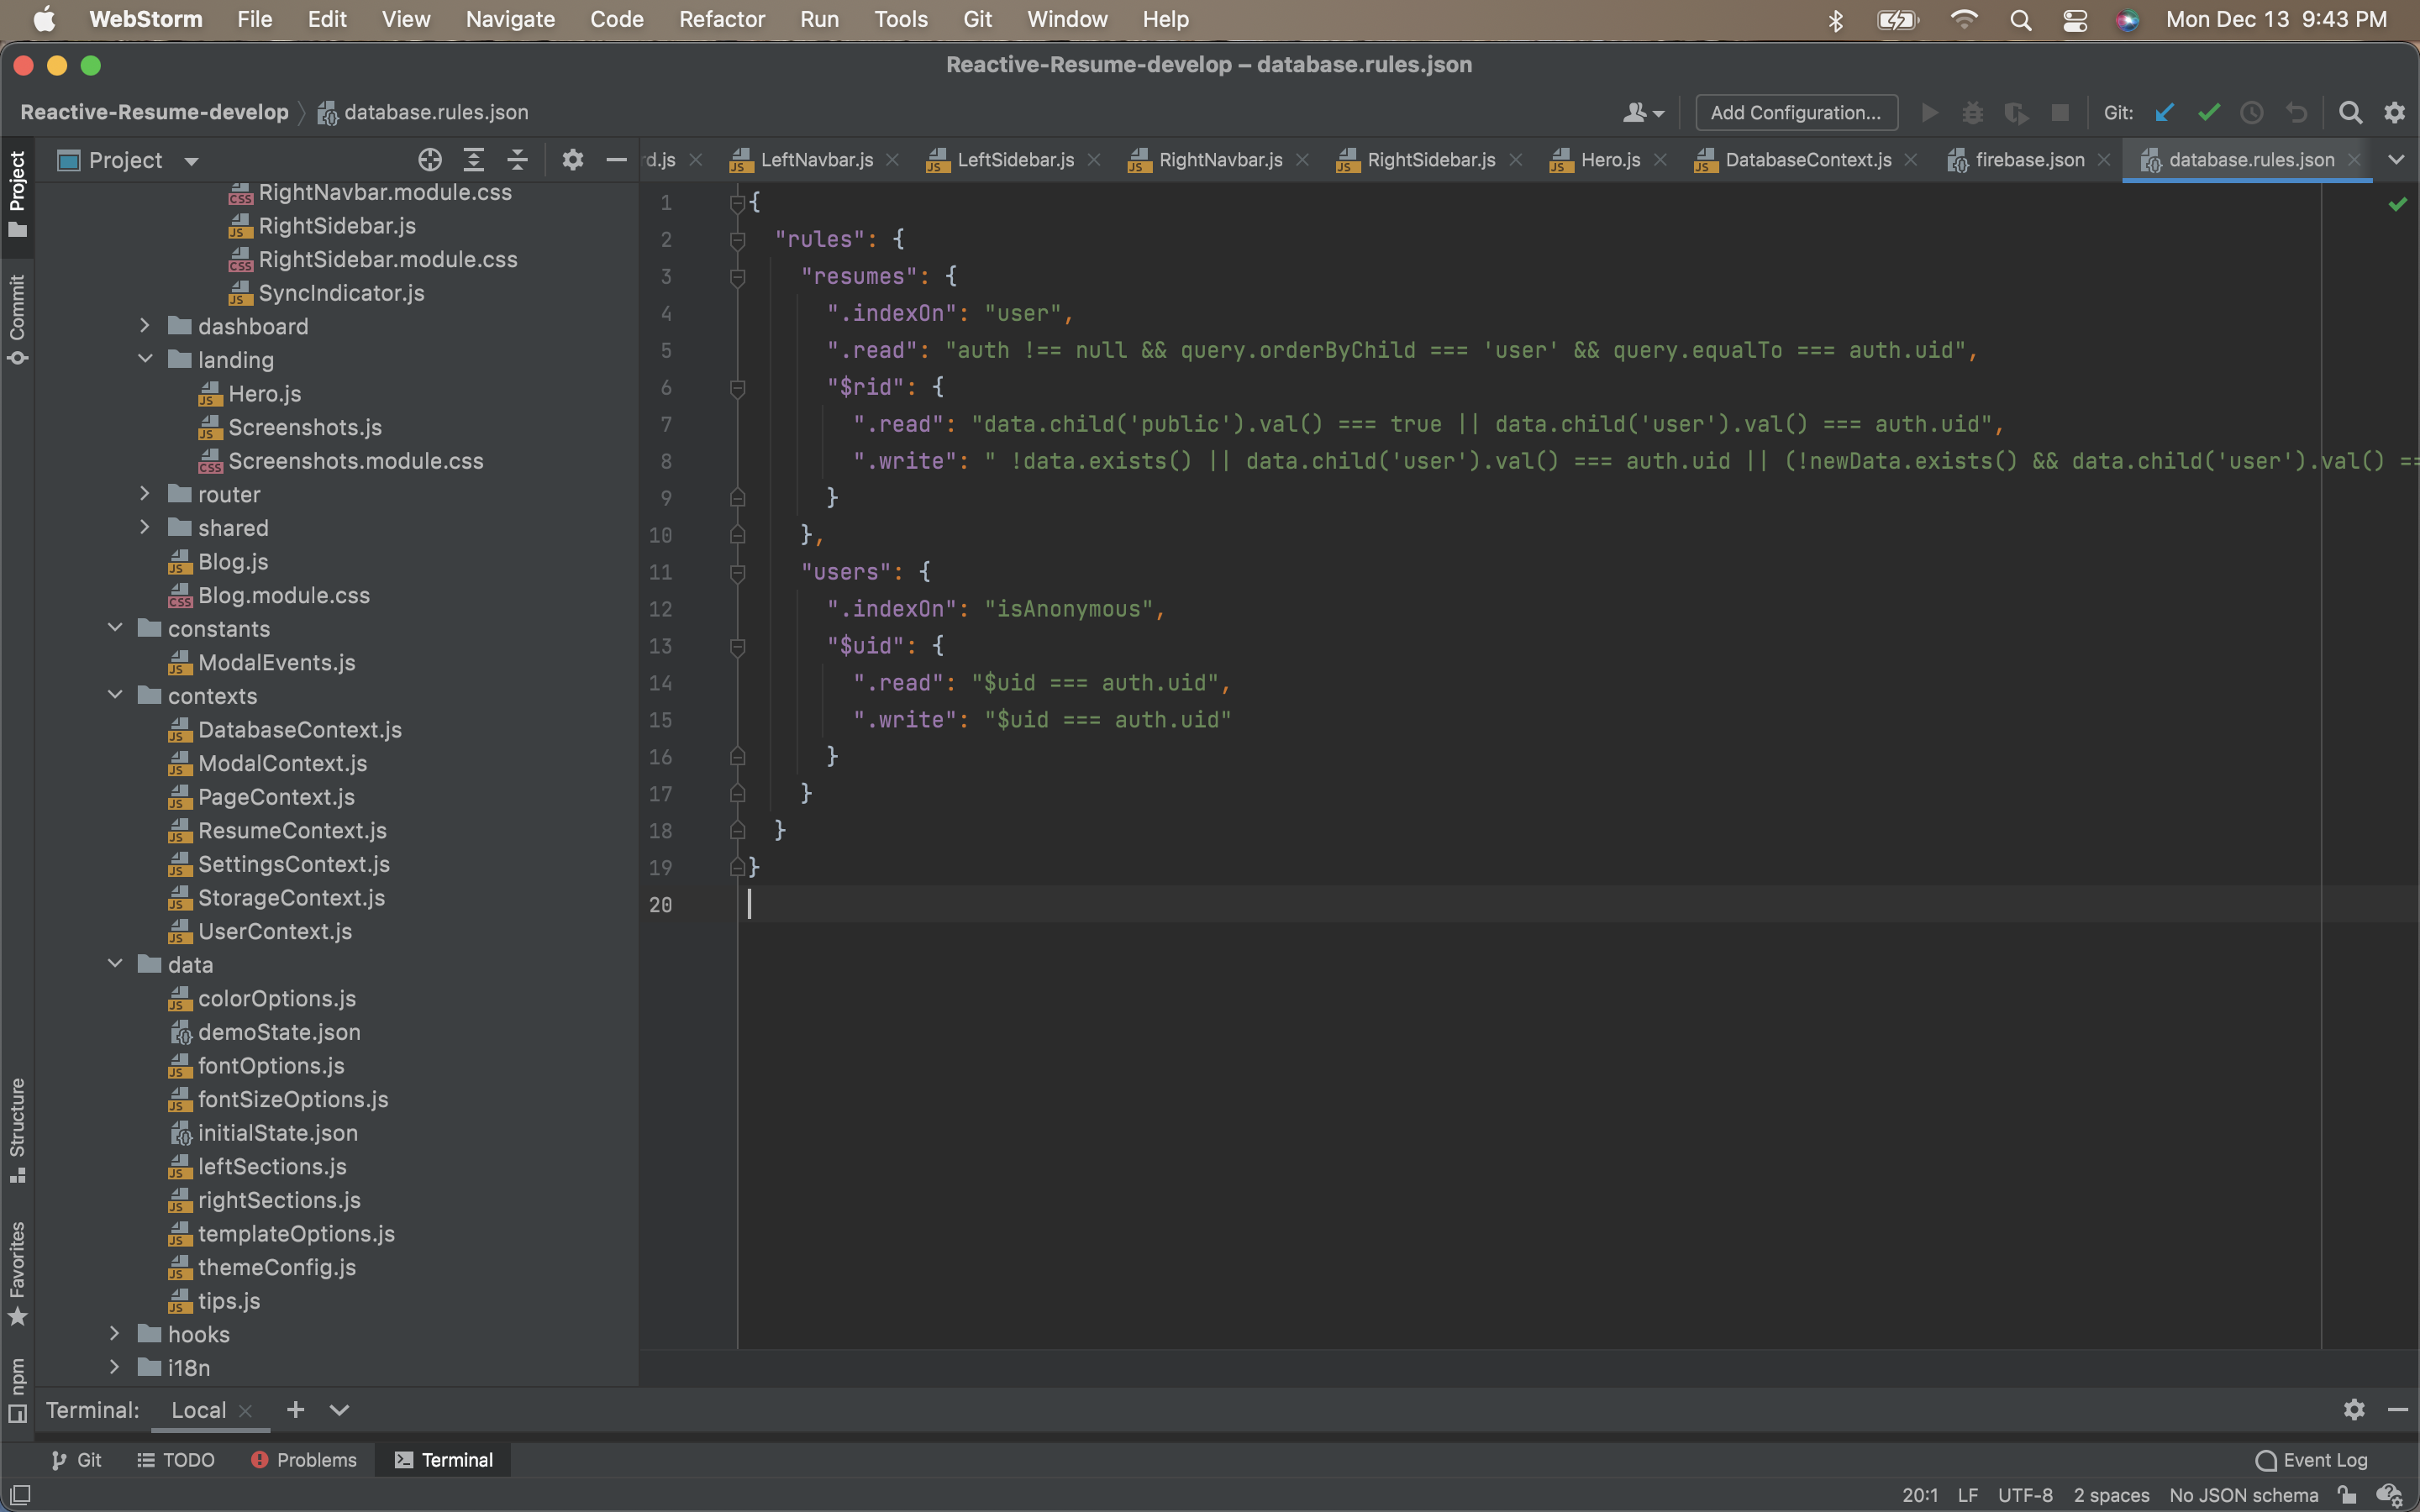 WebStorm File Edit View Navigate Code Refactor Run Tools Git Window Help Mon Dec 13 9:43 PM
Reactive-Resume-develop – database.rules.json
Reactive-Resume-develop database.rules.json Add Configuration... Git:
Project rd.js LeftNavbar.js LeftSidebar.js RightNavbar.js RightSidebar.js Hero.js DatabaseContext.js firebase.json database.rules.json
Project
Commit
Structure
Favorites
npm
RightNavbar.module.css
RightSidebar.js
RightSidebar.module.css
SyncIndicator.js
dashboard
landing
Hero.js
Screenshots.js
Screenshots.module.css
router
shared
Blog.js
Blog.module.css
constants
ModalEvents.js
contexts
DatabaseContext.js
ModalContext.js
PageContext.js
ResumeContext.js
SettingsContext.js
StorageContext.js
UserContext.js
data
colorOptions.js
demoState.json
fontOptions.js
fontSizeOptions.js
initialState.json
leftSections.js
rightSections.js
templateOptions.js
themeConfig.js
tips.js
hooks
i18n
1 {
2 "rules": {
3 "resumes": {
4 ".indexOn": "user",
5 ".read": "auth !== null && query.orderByChild === 'user' && query.equalTo === auth.uid",
6 "$rid": {
7 ".read": "data.child('public').val() === true || data.child('user').val() === auth.uid",
8 ".write": " !data.exists() || data.child('user').val() === auth.uid || (!newData.exists() && data.child('user').val() ==
9 }
10 },
11 "users": {
12 ".indexOn": "isAnonymous",
13 "$uid": {
14 ".read": "$uid === auth.uid",
15 ".write": "$uid === auth.uid"
16 }
17 }
18 }
19 }
20
Terminal: Local
Git TODO Problems Terminal Event Log
20:1 LF UTF-8 2 spaces No JSON schema